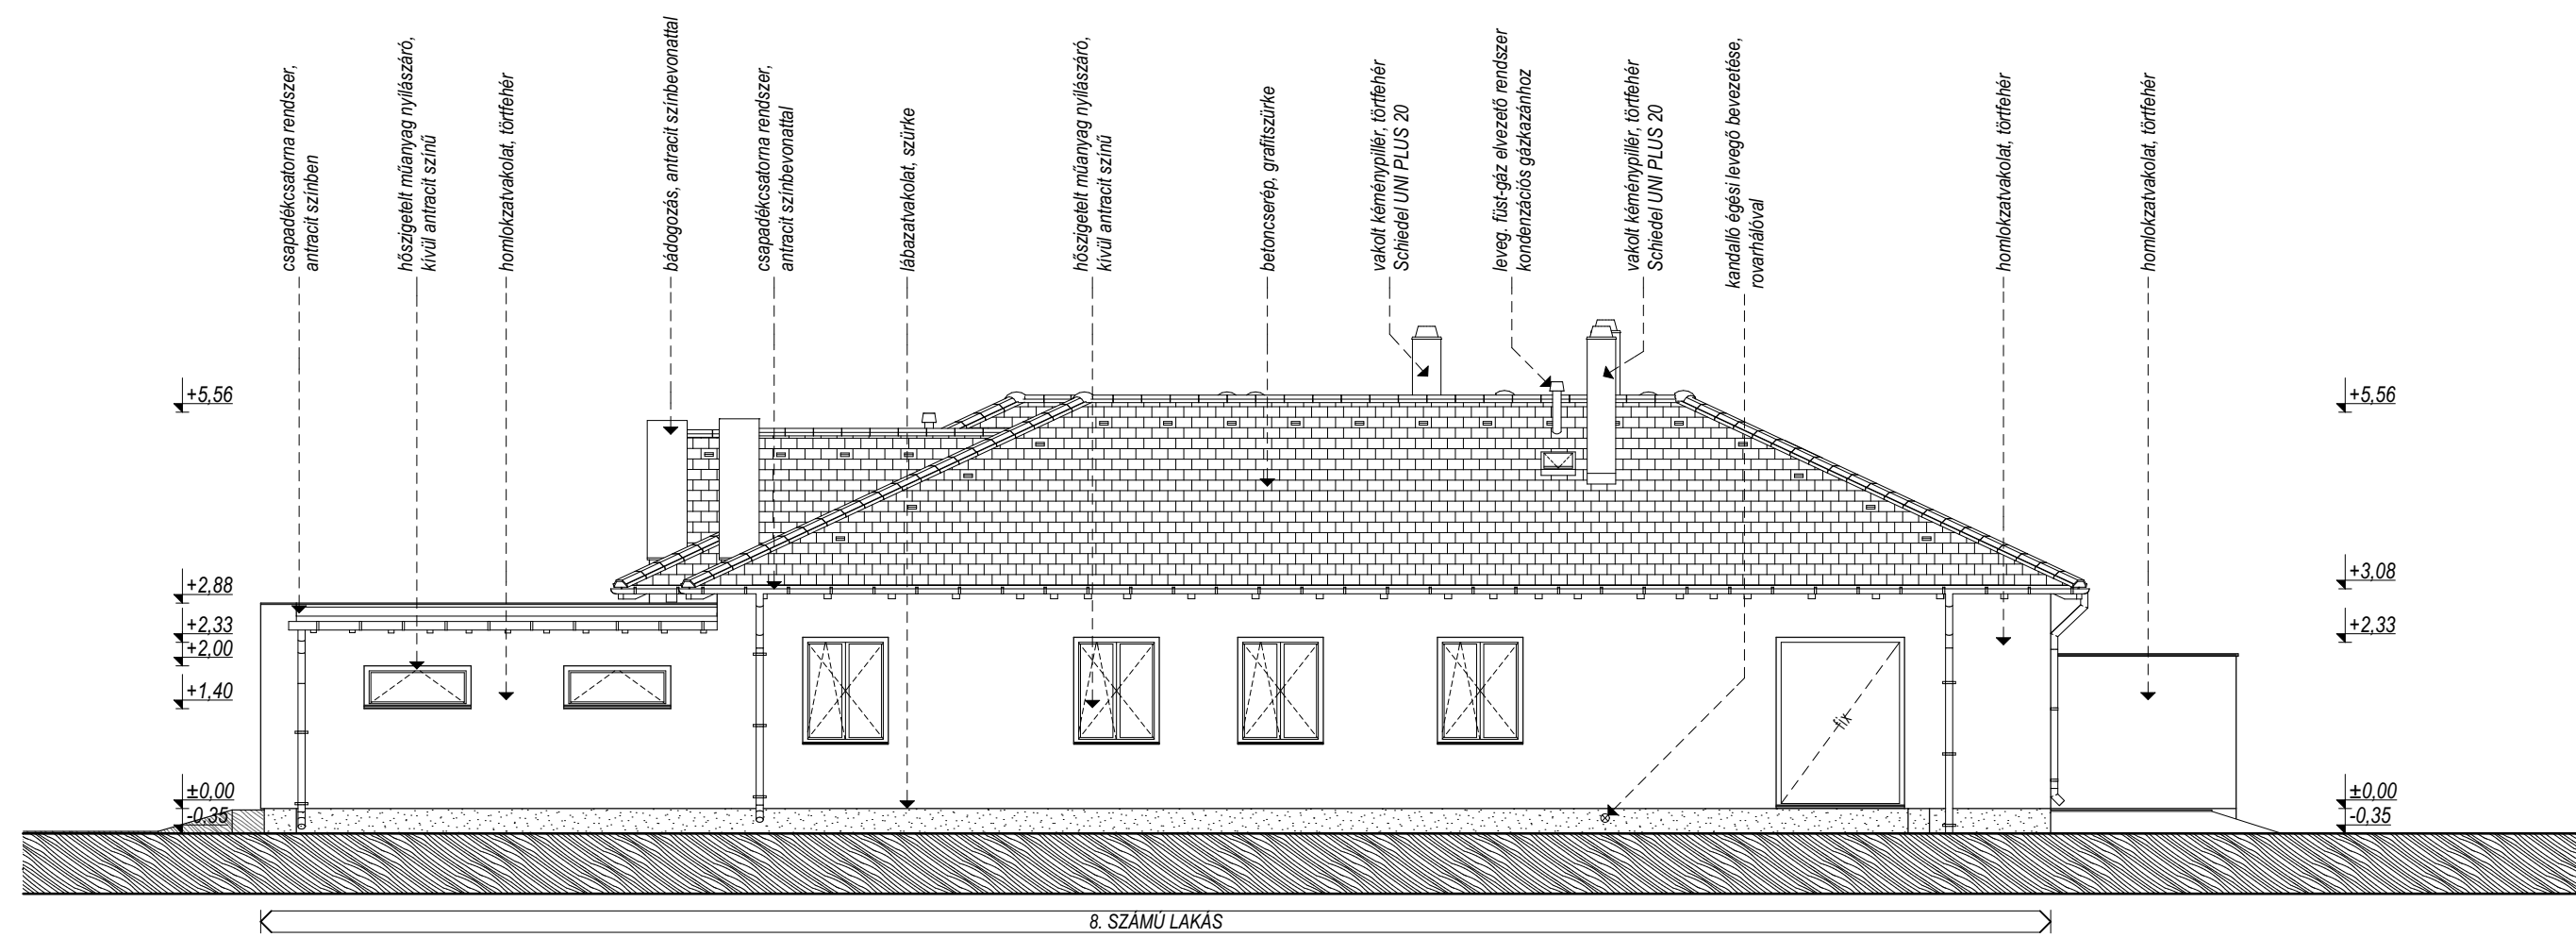 csapadékcsatorna rendszer,
antracit színben
hőszigetelt műanyag nyílászáró,
kívül antracit színű
homlokzatvakolat, törtfehér
bádogozás, antracit színbevonattal
csapadékcsatorna rendszer,
antracit színbevonattal
lábazatvakolat, szürke
hőszigetelt műanyag nyílászáró,
kívül antracit színű
betoncserép, grafitszürke
vakolt kéménypillér, törtfehér
Schiedel UNI PLUS 20
leveg. füst-gáz elvezető rendszer
kondenzációs gázkazánhoz
vakolt kéménypillér, törtfehér
Schiedel UNI PLUS 20
kandalló égési levegő bevezetése,
rovarhálóval
homlokzatvakolat, törtfehér
homlokzatvakolat, törtfehér
+5,56
+2,88
+2,33
+2,00
+1,40
±0,00
-0,35
fix
+5,56
+3,08
+2,33
±0,00
-0,35
8. SZÁMÚ LAKÁS